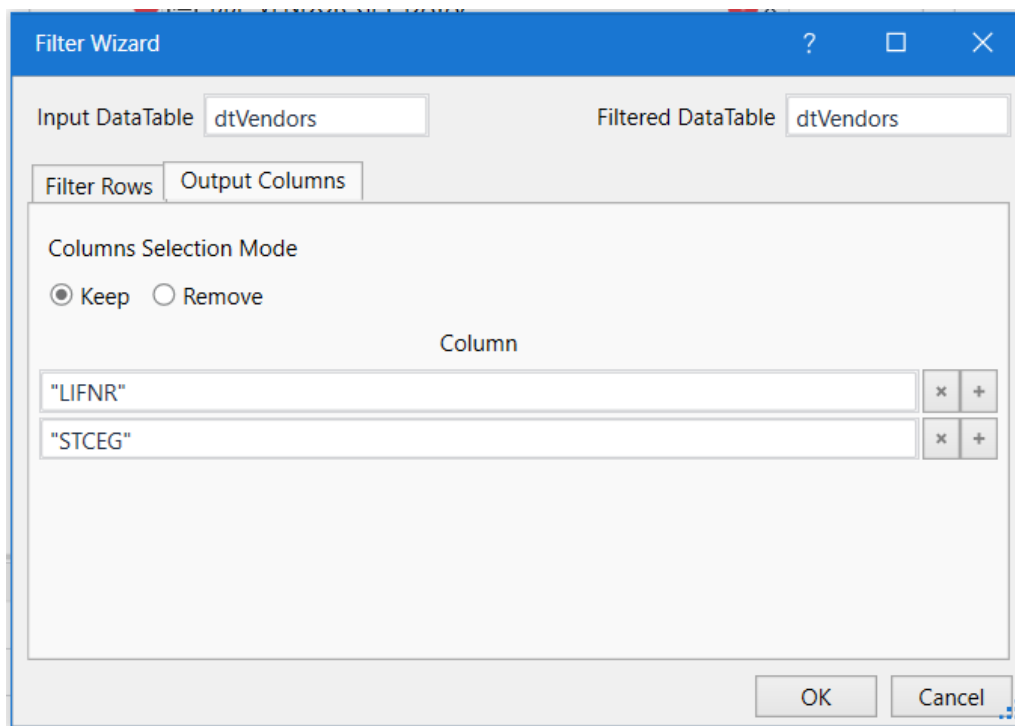 Filter Wizard ?
Input DataTable dtVendors Filtered DataTable dtVendors
Filter Rows Output Columns
Columns Selection Mode
Keep Remove
Column
"LIFNR" × +
"STCEG" × +
OK Cancel